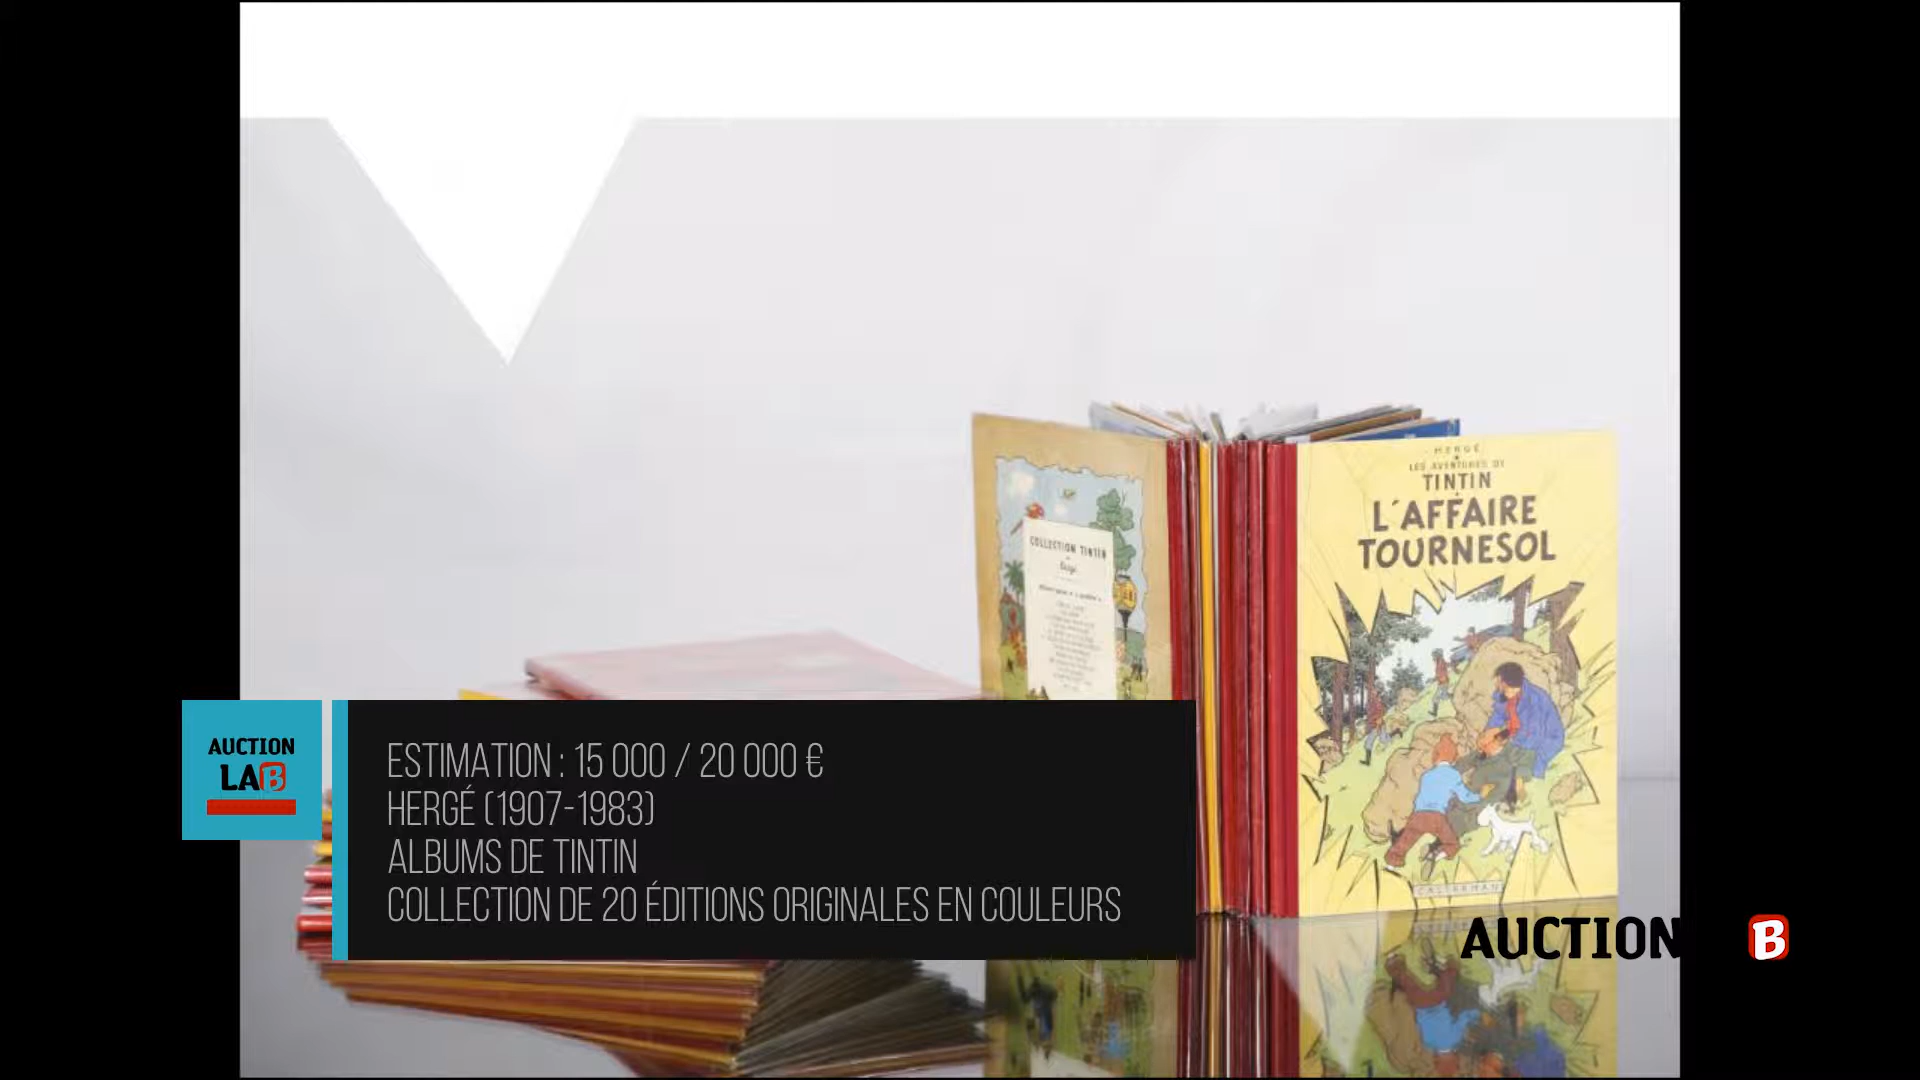 HERGÉ
LES AVENTURES DE
TINTIN
L'AFFAIRE
TOURNESOL
COLLECTION TINTIN
Hergé
CASTERMAN
AUCTION
LAB
ESTIMATION : 15 000 / 20 000 €
HERGÉ (1907-1983)
ALBUMS DE TINTIN
COLLECTION DE 20 ÉDITIONS ORIGINALES EN COULEURS
AUCTION B